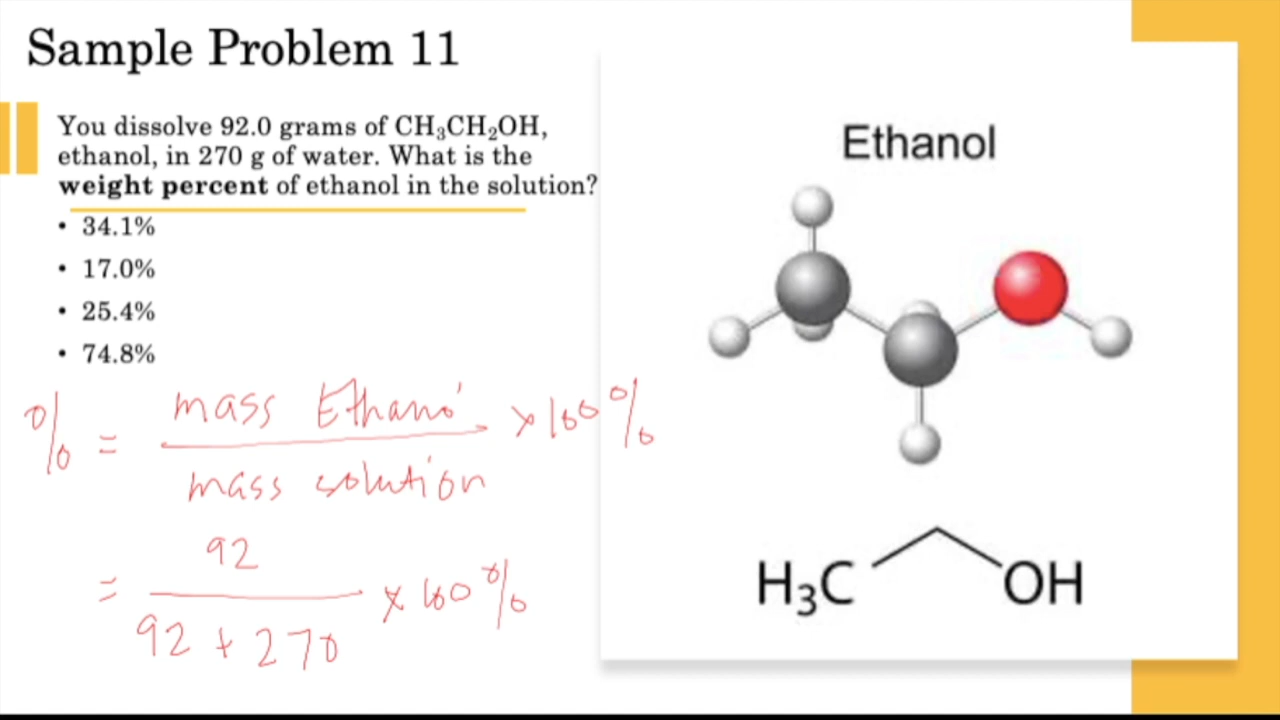 Sample Problem 11
You dissolve 92.0 grams of CH₃CH₂OH,
ethanol, in 270 g of water. What is the
weight percent of ethanol in the solution?
• 34.1%
• 17.0%
• 25.4%
• 74.8%
% = mass Ethano × 100%
mass solution
= 92 × 100%
92 + 270
Ethanol
H₃C OH